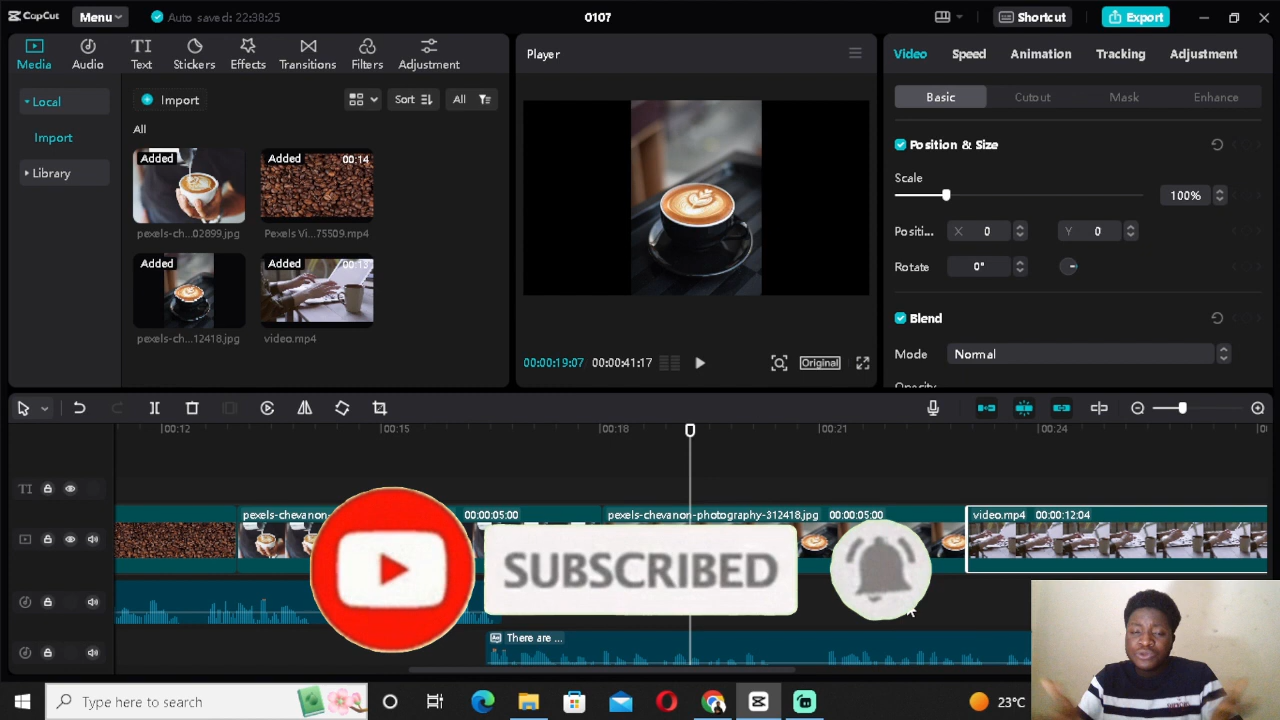 CapCut
Menu
Auto saved: 22:38:25
0107
Shortcut
Export
Media
Audio
Text
Stickers
Effects
Transitions
Filters
Adjustment
Local
Import
Library
Import
Sort
All
All
Added
Added
00:14
pexels-ch...02899.jpg
Pexels Vi...75509.mp4
Added
Added
00:13
pexels-ch...12418.jpg
video.mp4
Player
00:00:19:07
00:00:41:17
Original
Video
Speed
Animation
Tracking
Adjustment
Basic
Cutout
Mask
Enhance
Position & Size
Scale
100%
Positi...
X 0
Y 0
Rotate
0°
Blend
Mode
Normal
Opacity
00:12
00:15
00:18
00:21
00:24
TI
pexels-chevanon-
00:00:05:00
pexels-chevanon-photography-312418.jpg
00:00:05:00
video.mp4
00:00:12:04
SUBSCRIBED
There are ...
Type here to search
23°C